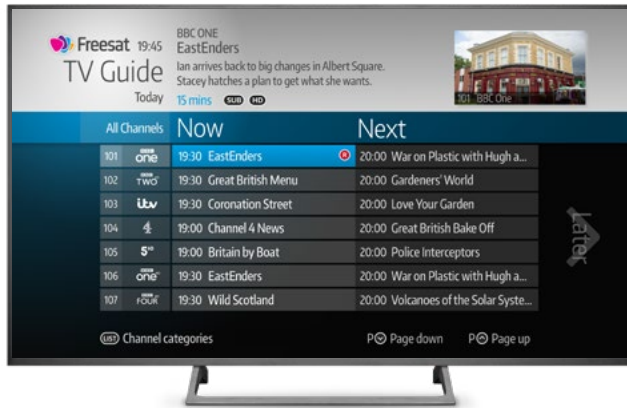 Freesat 19:45
TV Guide
Today
BBC ONE
EastEnders
Ian arrives back to big changes in Albert Square.
Stacey hatches a plan to get what she wants.
15 mins SUB HD
101 BBC One
All Channels Now Next
101 BBC one 19:30 EastEnders R 20:00 War on Plastic with Hugh a...
102 BBC TWO 19:30 Great British Menu 20:00 Gardeners' World
103 itv 19:30 Coronation Street 20:00 Love Your Garden
104 4 19:00 Channel 4 News 20:00 Great British Bake Off
105 5 19:00 Britain by Boat 20:00 Police Interceptors
106 BBC one 19:30 EastEnders 20:00 War on Plastic with Hugh a...
107 BBC FOUR 19:30 Wild Scotland 20:00 Volcanoes of the Solar Syste...
Later
LIST Channel categories P Page down P Page up